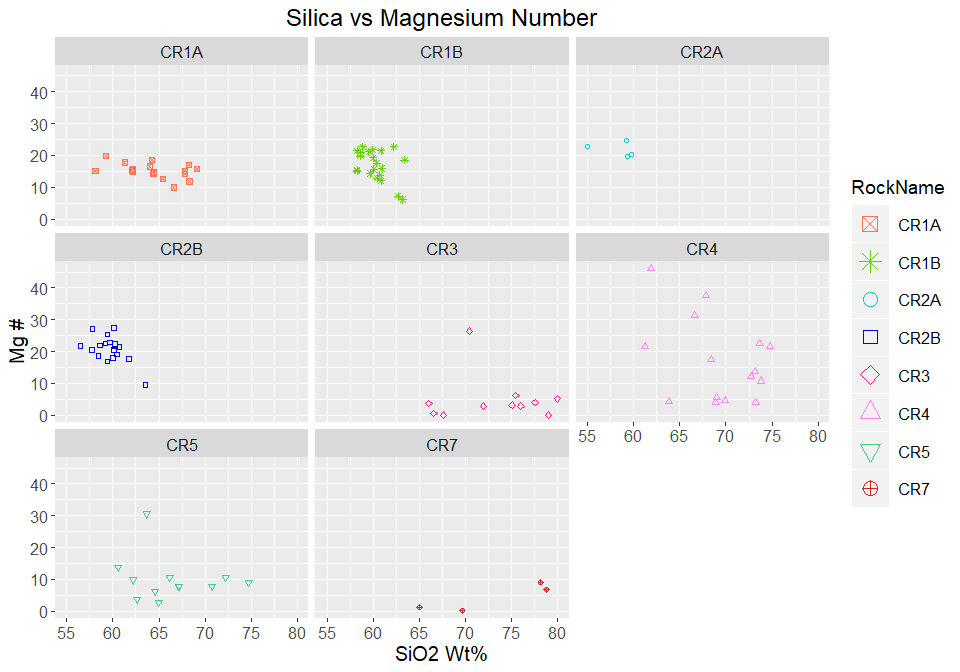 Silica vs Magnesium Number
CR1A
CR1B
CR2A
40
30
20
10
0
CR2B
CR3
CR4
40
30
20
10
0
55 60 65 70 75 80
CR5
CR7
40
30
20
10
0
55 60 65 70 75 80
55 60 65 70 75 80
Mg #
SiO2 Wt%
RockName
CR1A
CR1B
CR2A
CR2B
CR3
CR4
CR5
CR7